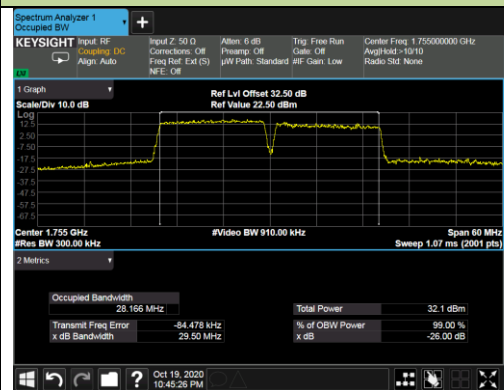 Spectrum Analyzer 1
Occupied BW
KEYSIGHT Input: RF Input Z: 50 Ω Atten: 6 dB Trig: Free Run Center Freq: 1.755000000 GHz
Coupling: DC Corrections: Off Preamp: Off Gate: Off Avg|Hold:>10/10
Align: Auto Freq Ref: Ext (S) µW Path: Standard #IF Gain: Low Radio Std: None
NFE: Off
1 Graph
Ref Lvl Offset 32.50 dB
Scale/Div 10.0 dB Ref Value 22.50 dBm
Log
12.5
2.50
-7.50
-17.5
-27.5
-37.5
-47.5
-57.5
-67.5
Center 1.755 GHz #Video BW 910.00 kHz Span 60 MHz
#Res BW 300.00 kHz Sweep 1.07 ms (2001 pts)
2 Metrics
Occupied Bandwidth
28.166 MHz Total Power 32.1 dBm
Transmit Freq Error -84.478 kHz % of OBW Power 99.00 %
x dB Bandwidth 29.50 MHz x dB -26.00 dB
Oct 19, 2020
10:45:26 PM